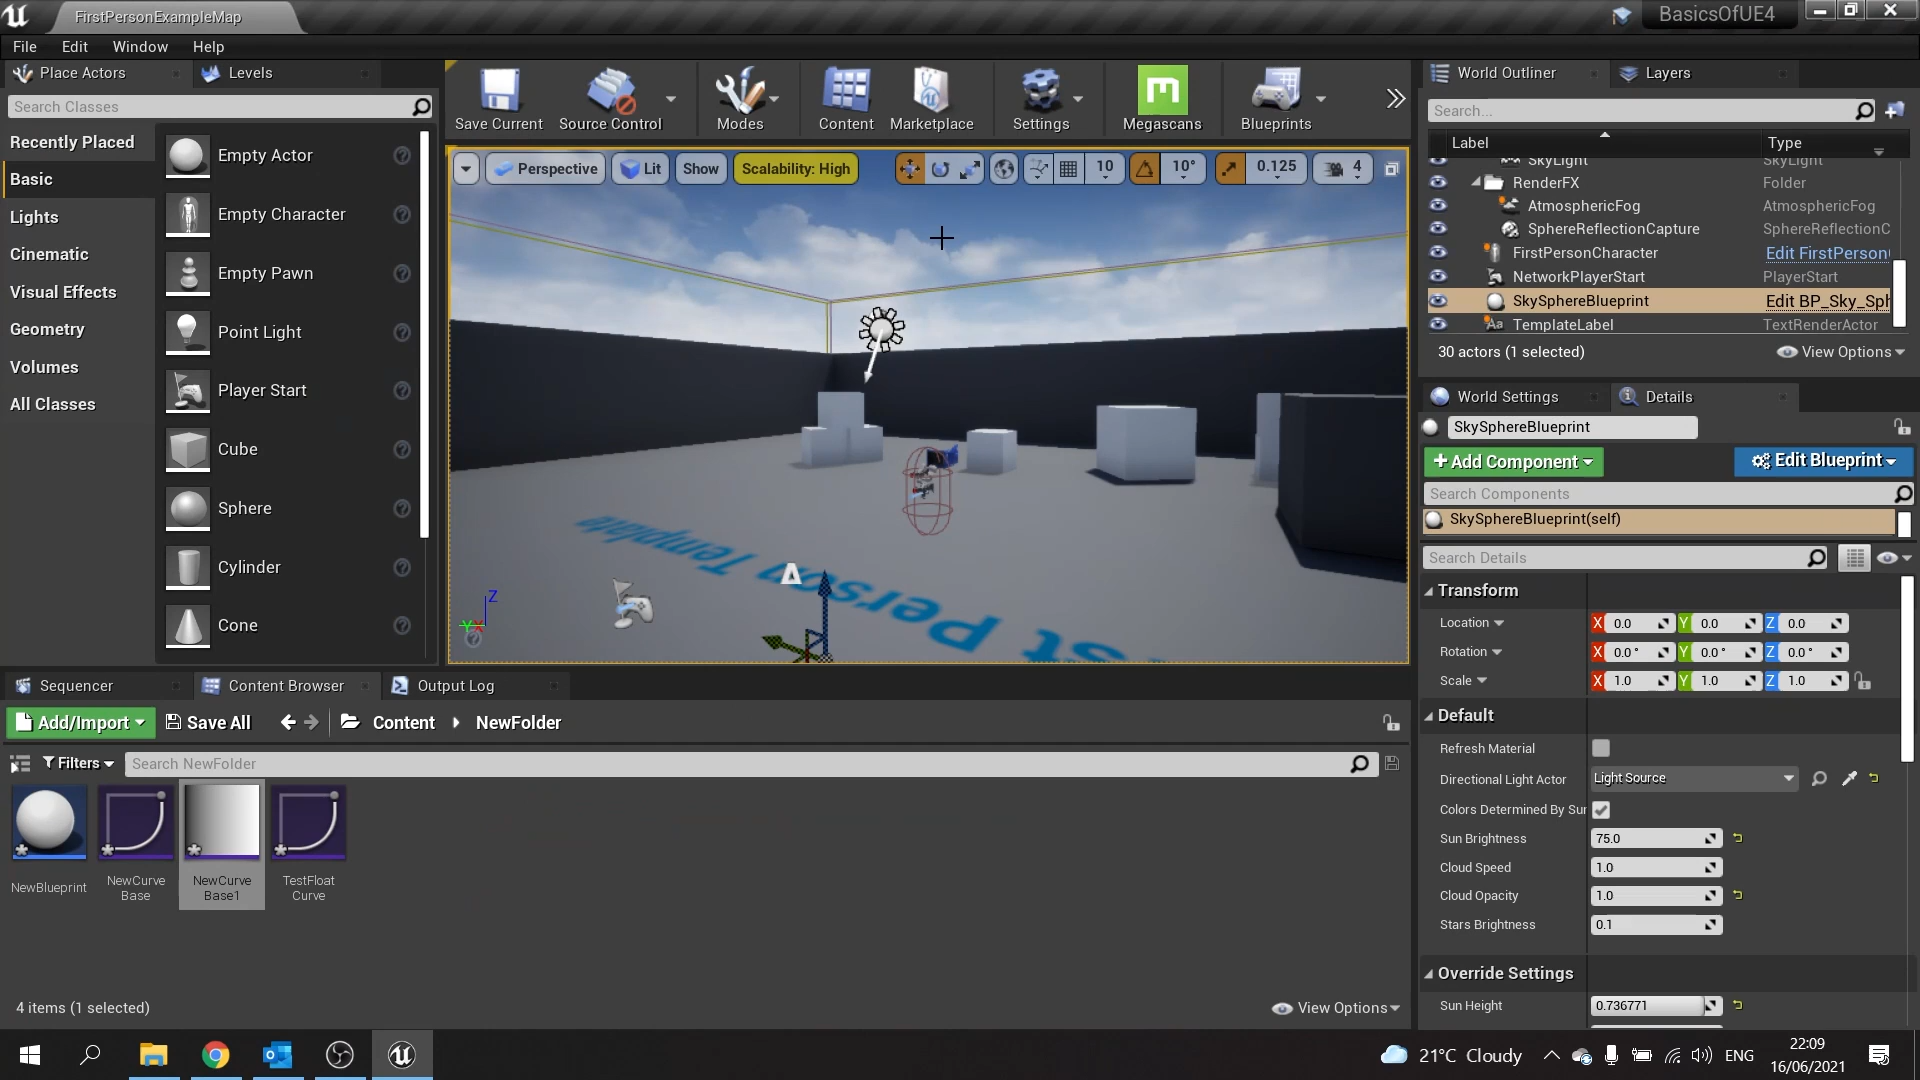 FirstPersonExampleMap
BasicsOfUE4
File Edit Window Help
Place Actors Levels
Search Classes
Recently Placed
Basic
Lights
Cinematic
Visual Effects
Geometry
Volumes
All Classes
Empty Actor
Empty Character
Empty Pawn
Point Light
Player Start
Cube
Sphere
Cylinder
Cone
Save Current Source Control Modes Content Marketplace Settings Megascans Blueprints
Perspective Lit Show Scalability: High 10 10° 0.125 4
First Person Template
Z
Y X
World Outliner Layers
Search...
Label Type
SkyLight SkyLight
RenderFX Folder
AtmosphericFog AtmosphericFog
SphereReflectionCapture SphereReflectionC
FirstPersonCharacter Edit FirstPerson
NetworkPlayerStart PlayerStart
SkySphereBlueprint Edit BP_Sky_Sph
TemplateLabel TextRenderActor
30 actors (1 selected) View Options
World Settings Details
SkySphereBlueprint
+Add Component Edit Blueprint
Search Components
SkySphereBlueprint(self)
Search Details
Transform
Location X 0.0 Y 0.0 Z 0.0
Rotation X 0.0° Y 0.0° Z 0.0°
Scale X 1.0 Y 1.0 Z 1.0
Default
Refresh Material
Directional Light Actor Light Source
Colors Determined By Sun
Sun Brightness 75.0
Cloud Speed 1.0
Cloud Opacity 1.0
Stars Brightness 0.1
Override Settings
Sun Height 0.736771
Sequencer Content Browser Output Log
Add/Import Save All Content NewFolder
Filters Search NewFolder
NewBlueprint
NewCurve
Base
NewCurve
Base1
TestFloat
Curve
4 items (1 selected) View Options
21°C Cloudy ENG
22:09
16/06/2021